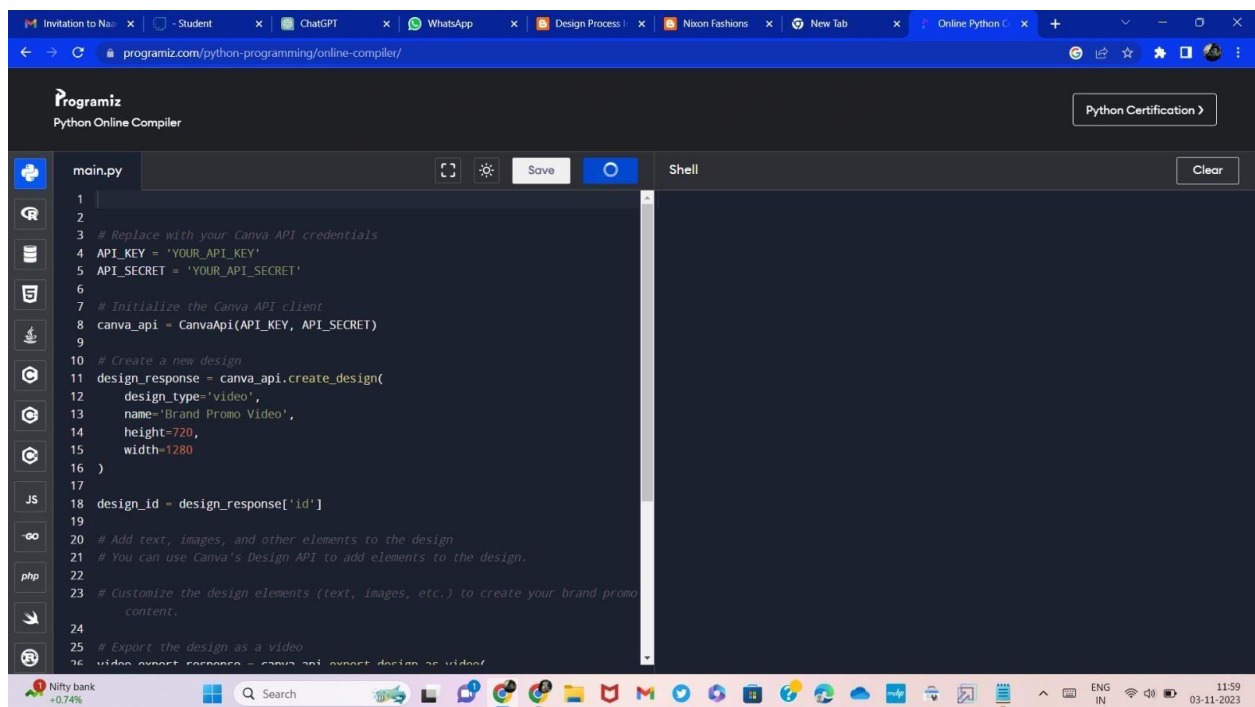 Invitation to Naa
- Student
ChatGPT
WhatsApp
Design Process I
Nixon Fashions
New Tab
Online Python C
programiz.com/python-programming/online-compiler/
Programiz
Python Online Compiler
Python Certification >
main.py
Save
Shell
Clear
1
2
3 # Replace with your Canva API credentials
4 API_KEY = 'YOUR_API_KEY'
5 API_SECRET = 'YOUR_API_SECRET'
6
7 # Initialize the Canva API client
8 canva_api = CanvaApi(API_KEY, API_SECRET)
9
10 # Create a new design
11 design_response = canva_api.create_design(
12 design_type='video',
13 name='Brand Promo Video',
14 height=720,
15 width=1280
16 )
17
18 design_id = design_response['id']
19
20 # Add text, images, and other elements to the design
21 # You can use Canva's Design API to add elements to the design.
22
23 # Customize the design elements (text, images, etc.) to create your brand promo
content.
24
25 # Export the design as a video
26 video_export_response = canva_api.export_design_as_video(
JS
GO
php
Nifty bank
+0.74%
Search
ENG
IN
11:59
03-11-2023